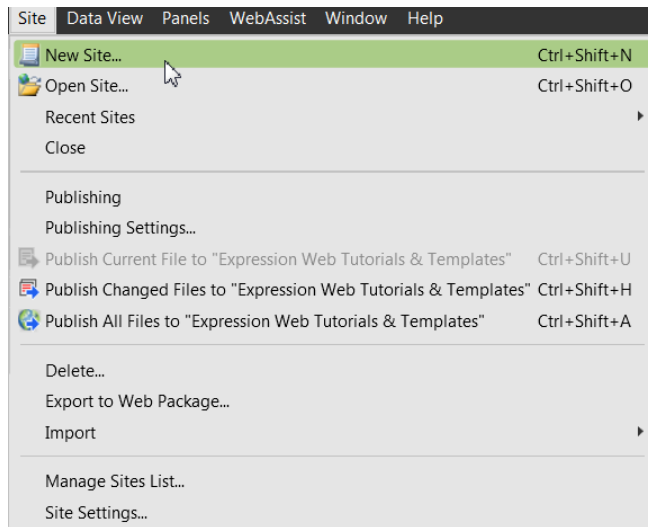 Site Data View Panels WebAssist Window Help
New Site... Ctrl+Shift+N
Open Site... Ctrl+Shift+O
Recent Sites
Close
Publishing
Publishing Settings...
Publish Current File to "Expression Web Tutorials & Templates" Ctrl+Shift+U
Publish Changed Files to "Expression Web Tutorials & Templates" Ctrl+Shift+H
Publish All Files to "Expression Web Tutorials & Templates" Ctrl+Shift+A
Delete...
Export to Web Package...
Import
Manage Sites List...
Site Settings...